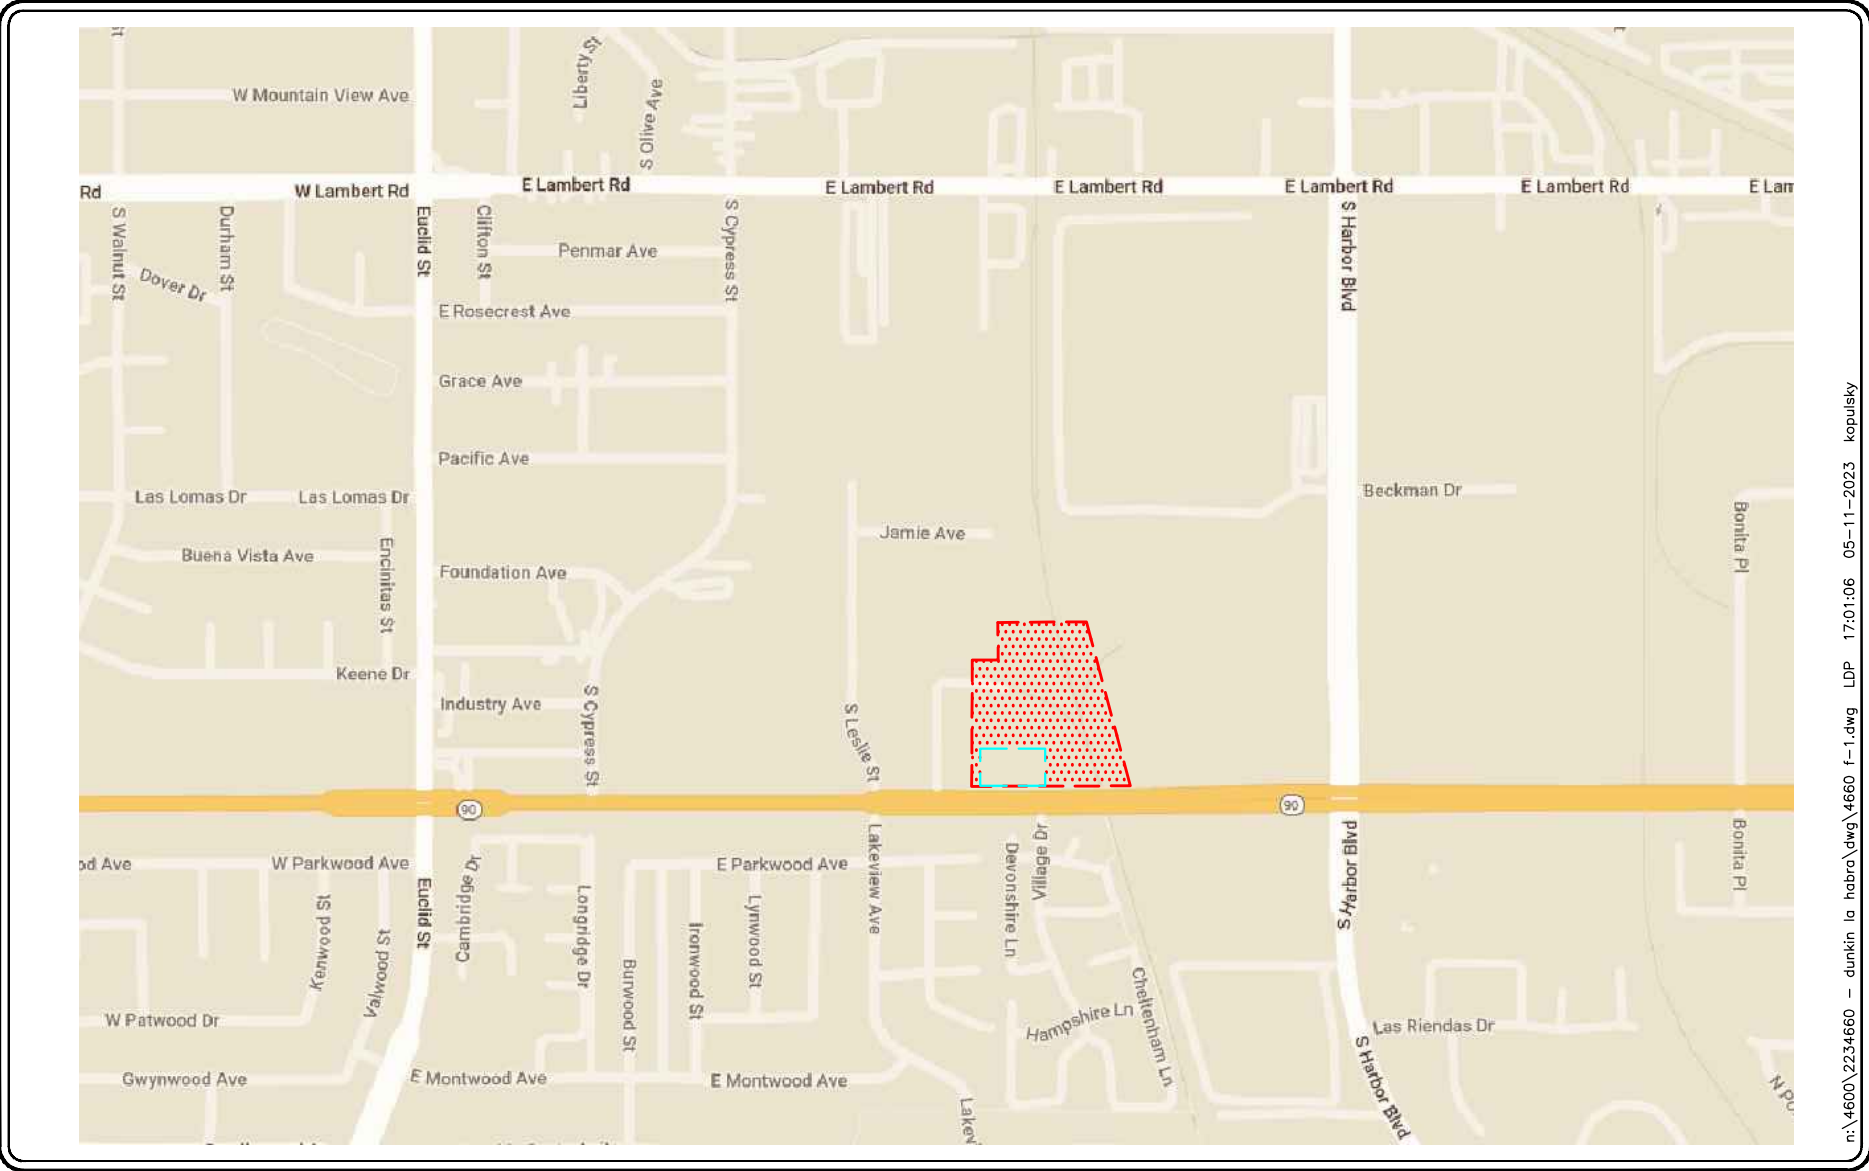 Liberty St
S Olive Ave
W Mountain View Ave
Rd
W Lambert Rd
E Lambert Rd
E Lambert Rd
E Lambert Rd
E Lambert Rd
E Lambert Rd
E Lam
S Walnut St
Durham St
Euclid St
Clifton St
S Cypress St
S Harbor Blvd
Penmar Ave
Dover Dr
E Rosecrest Ave
Grace Ave
Pacific Ave
Las Lomas Dr
Las Lomas Dr
Beckman Dr
Jamie Ave
Bonita Pl
Buena Vista Ave
Encinitas St
Foundation Ave
Keene Dr
Industry Ave
S Cypress St
S Leslie St
90
90
od Ave
W Parkwood Ave
E Parkwood Ave
Cambridge Dr
Lakeview Ave
Devonshire Ln
Village Dr
S Harbor Blvd
Bonita Pl
Kenwood St
Valwood St
Euclid St
Longridge Dr
Burwood St
Ironwood St
Lynwood St
Cheltenham Ln
Hampshire Ln
W Patwood Dr
Las Riendas Dr
Gwynwood Ave
E Montwood Ave
E Montwood Ave
Lakev
S Harbor Blvd
N Po
n:\4600\2234660 - dunkin la habra\dwg\4660 f-1.dwg LDP 17:01:06 05-11-2023 kopulsky